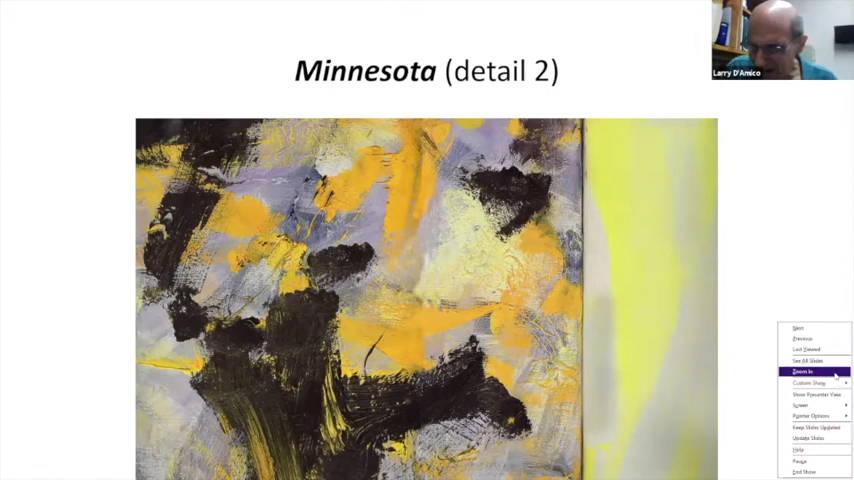 Minnesota (detail 2)
Larry D'Amico
Next
Previous
Last Viewed
See All Slides
Zoom In
Custom Show
Show Presenter View
Screen
Pointer Options
Keep Slides Updated
Update Slides
Help
Pause
End Show